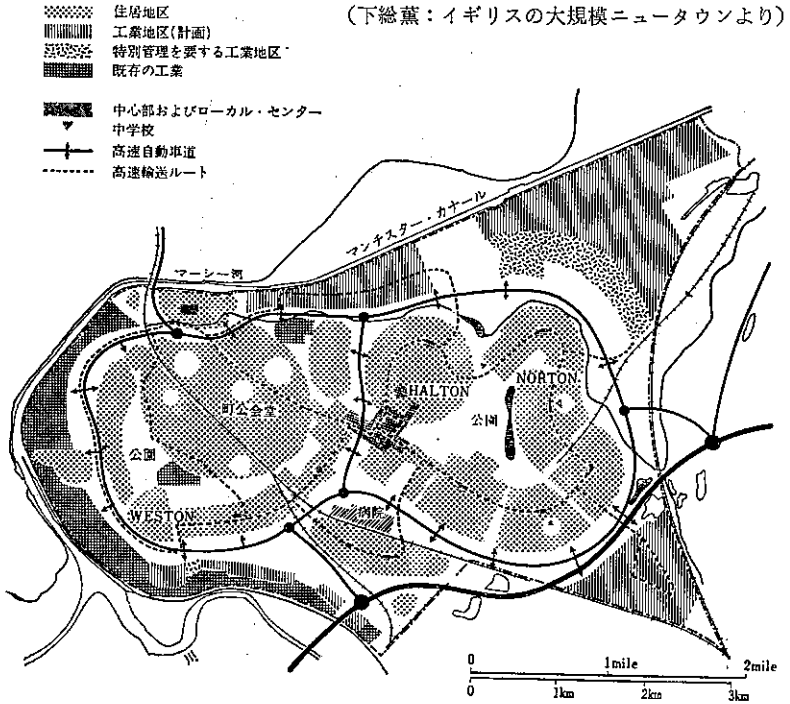 (下総薫：イギリスの大規模ニュータウンより)
住居地区
工業地区(計画)
特別管理を要する工業地区
既存の工業
中心部およびローカル・センター
中学校
高速自動車道
高速輸送ルート
マンチスター・カナール
マーシー河
HALTON
NORTON
町公会堂
公園
公園
WESTON
病院
川
0 1mile 2mile
0 1km 2km 3km